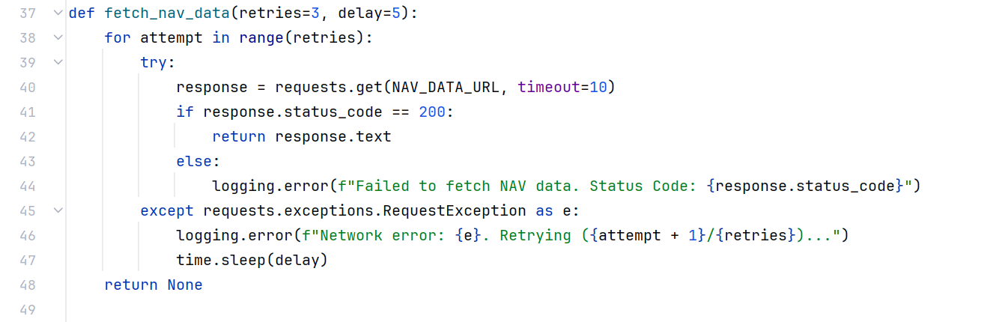 37 def fetch_nav_data(retries=3, delay=5):
38     for attempt in range(retries):
39         try:
40             response = requests.get(NAV_DATA_URL, timeout=10)
41             if response.status_code == 200:
42                 return response.text
43             else:
44                 logging.error(f"Failed to fetch NAV data. Status Code: {response.status_code}")
45         except requests.exceptions.RequestException as e:
46             logging.error(f"Network error: {e}. Retrying ({attempt + 1}/{retries})...")
47             time.sleep(delay)
48     return None
49